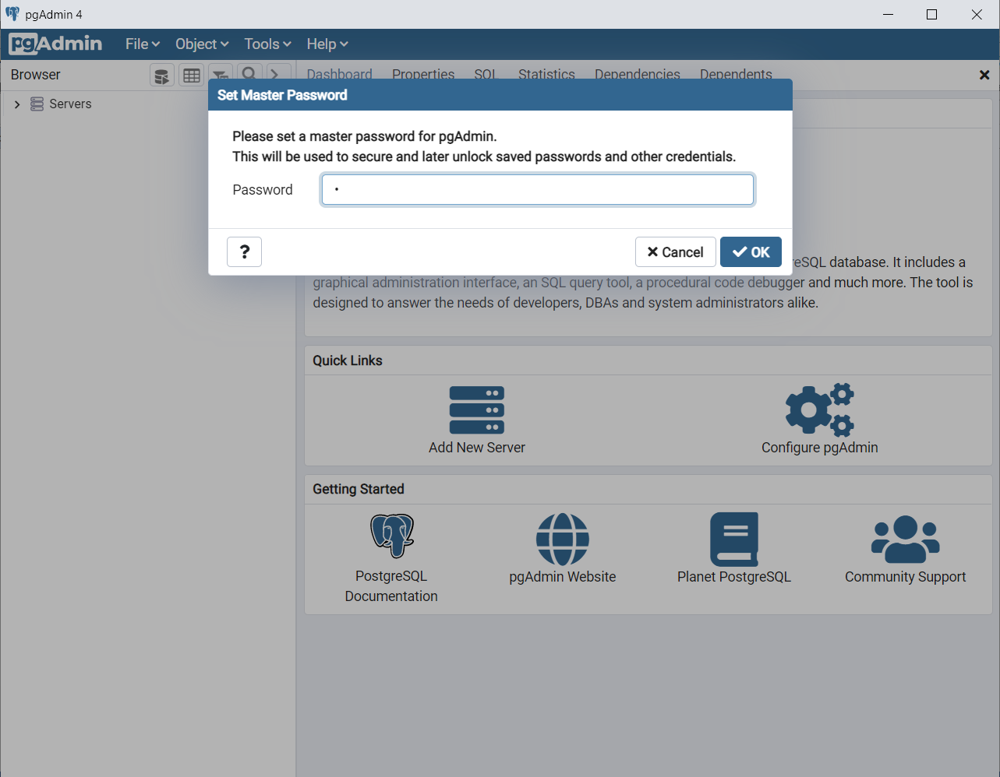 pgAdmin 4
pgAdmin File Object Tools Help
Browser
Dashboard Properties SQL Statistics Dependencies Dependents
Servers
Set Master Password
Please set a master password for pgAdmin.
This will be used to secure and later unlock saved passwords and other credentials.
Password •
? Cancel OK
eSQL database. It includes a
graphical administration interface, an SQL query tool, a procedural code debugger and much more. The tool is
designed to answer the needs of developers, DBAs and system administrators alike.
Quick Links
Add New Server
Configure pgAdmin
Getting Started
PostgreSQL
Documentation
pgAdmin Website
Planet PostgreSQL
Community Support